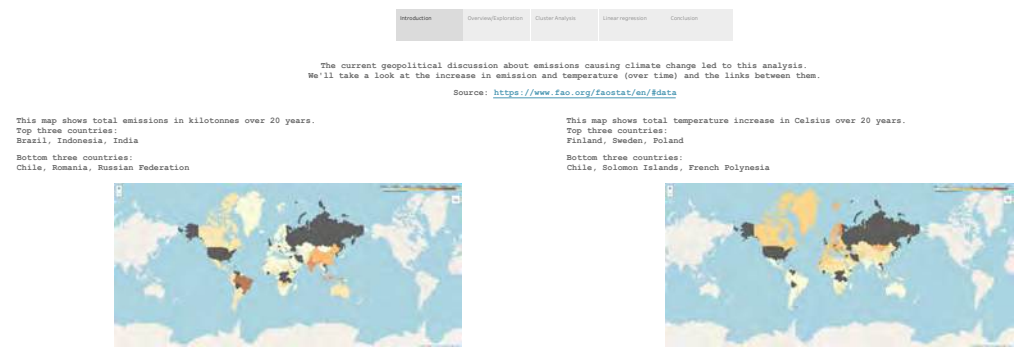 Introduction
Overview/Exploration
Cluster Analysis
Linear regression
Conclusion
The current geopolitical discussion about emissions causing climate change led to this analysis.
We'll take a look at the increase in emission and temperature (over time) and the links between them.
Source: https://www.fao.org/faostat/en/#data
This map shows total emissions in kilotonnes over 20 years.
Top three countries:
Brazil, Indonesia, India
Bottom three countries:
Chile, Romania, Russian Federation
This map shows total temperature increase in Celsius over 20 years.
Top three countries:
Finland, Sweden, Poland
Bottom three countries:
Chile, Solomon Islands, French Polynesia